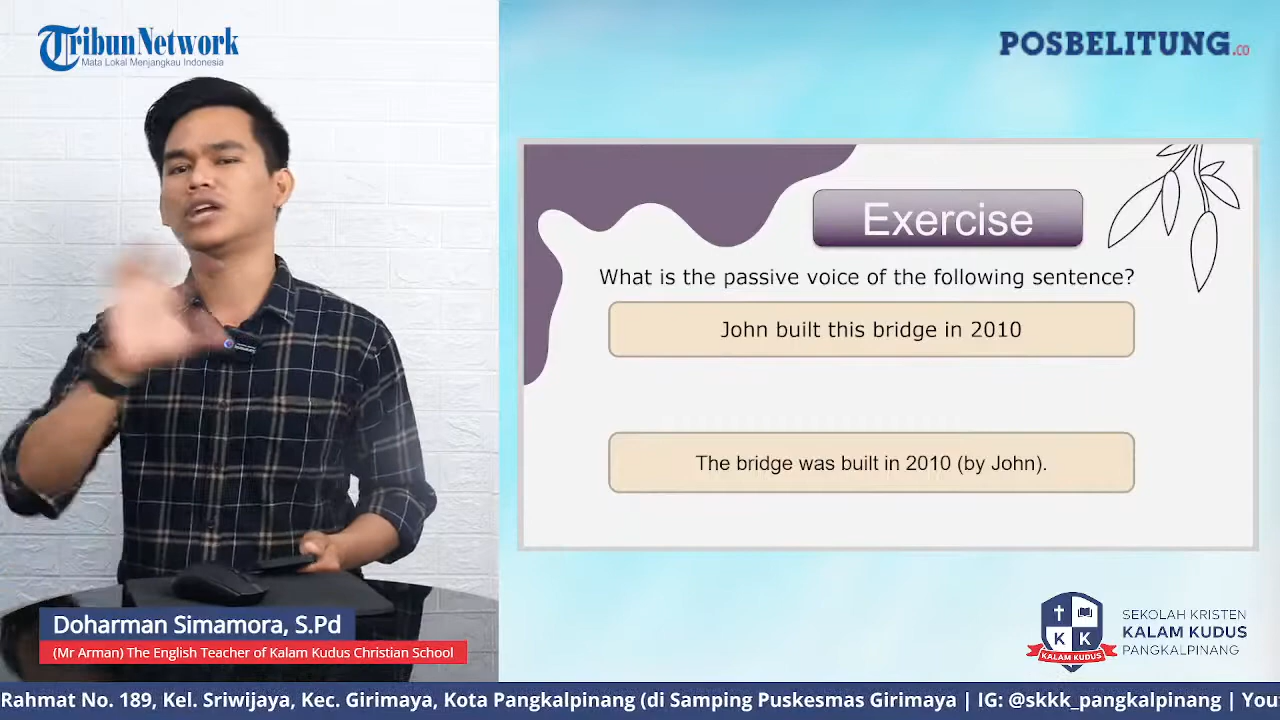 TribunNetwork
Mata Lokal Menjangkau Indonesia
POSBELITUNG.co
Exercise
What is the passive voice of the following sentence?
John built this bridge in 2010
The bridge was built in 2010 (by John).
Doharman Simamora, S.Pd
(Mr Arman) The English Teacher of Kalam Kudus Christian School
K K
KALAM KUDUS
SEKOLAH KRISTEN
KALAM KUDUS
PANGKALPINANG
Rahmat No. 189, Kel. Sriwijaya, Kec. Girimaya, Kota Pangkalpinang (di Samping Puskesmas Girimaya | IG: @skkk_pangkalpinang | You